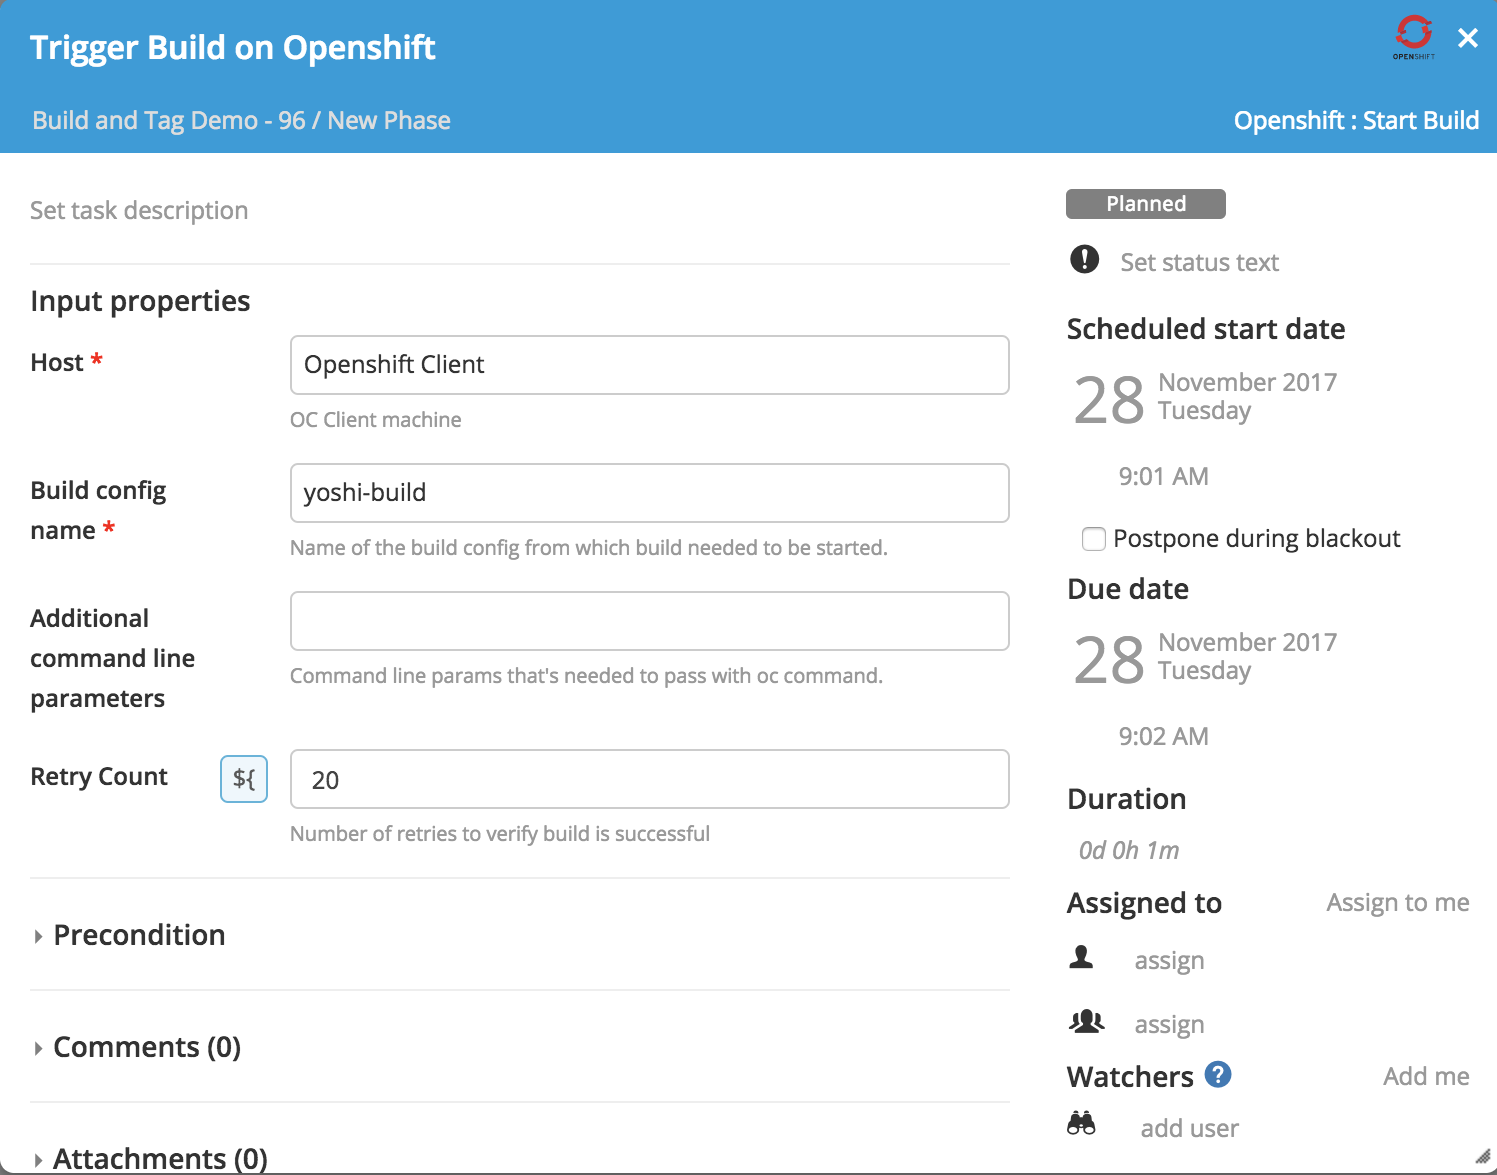 Trigger Build on Openshift
OPENSHIFT
Build and Tag Demo - 96 / New Phase
Openshift : Start Build
Set task description
Input properties
Host *
Openshift Client
OC Client machine
Build config
name *
yoshi-build
Name of the build config from which build needed to be started.
Additional
command line
parameters
Command line params that's needed to pass with oc command.
Retry Count
${
20
Number of retries to verify build is successful
Precondition
Comments (0)
Attachments (0)
Planned
Set status text
Scheduled start date
28
November 2017
Tuesday
9:01 AM
Postpone during blackout
Due date
28
November 2017
Tuesday
9:02 AM
Duration
0d 0h 1m
Assigned to
Assign to me
assign
assign
Watchers ?
Add me
add user